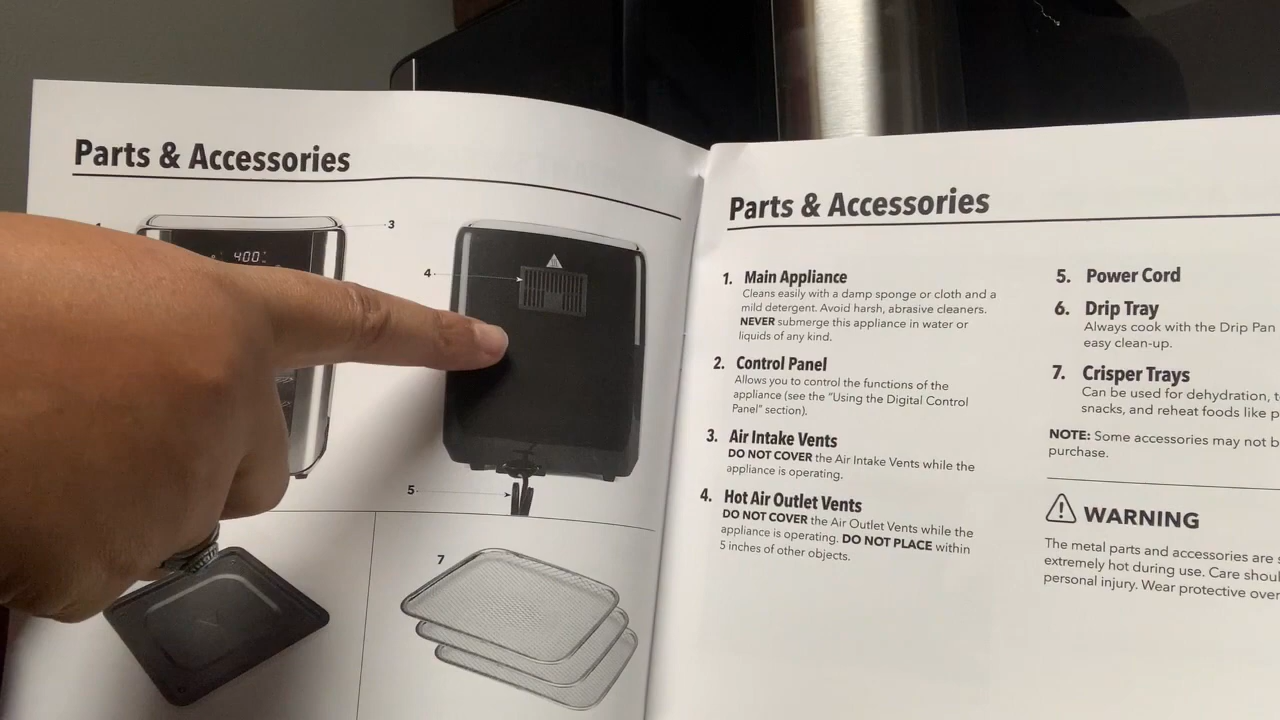 Parts & Accessories
3
400
4
5
7
Parts & Accessories
1. Main Appliance
Cleans easily with a damp sponge or cloth and a
mild detergent. Avoid harsh, abrasive cleaners.
NEVER submerge this appliance in water or
liquids of any kind.
2. Control Panel
Allows you to control the functions of the
appliance (see the "Using the Digital Control
Panel" section).
3. Air Intake Vents
DO NOT COVER the Air Intake Vents while the
appliance is operating.
4. Hot Air Outlet Vents
DO NOT COVER the Air Outlet Vents while the
appliance is operating. DO NOT PLACE within
5 inches of other objects.
5. Power Cord
6. Drip Tray
Always cook with the Drip Pan
easy clean-up.
7. Crisper Trays
Can be used for dehydration,
snacks, and reheat foods like
NOTE: Some accessories may not
purchase.
WARNING
The metal parts and accessories are
extremely hot during use. Care
personal injury. Wear protective